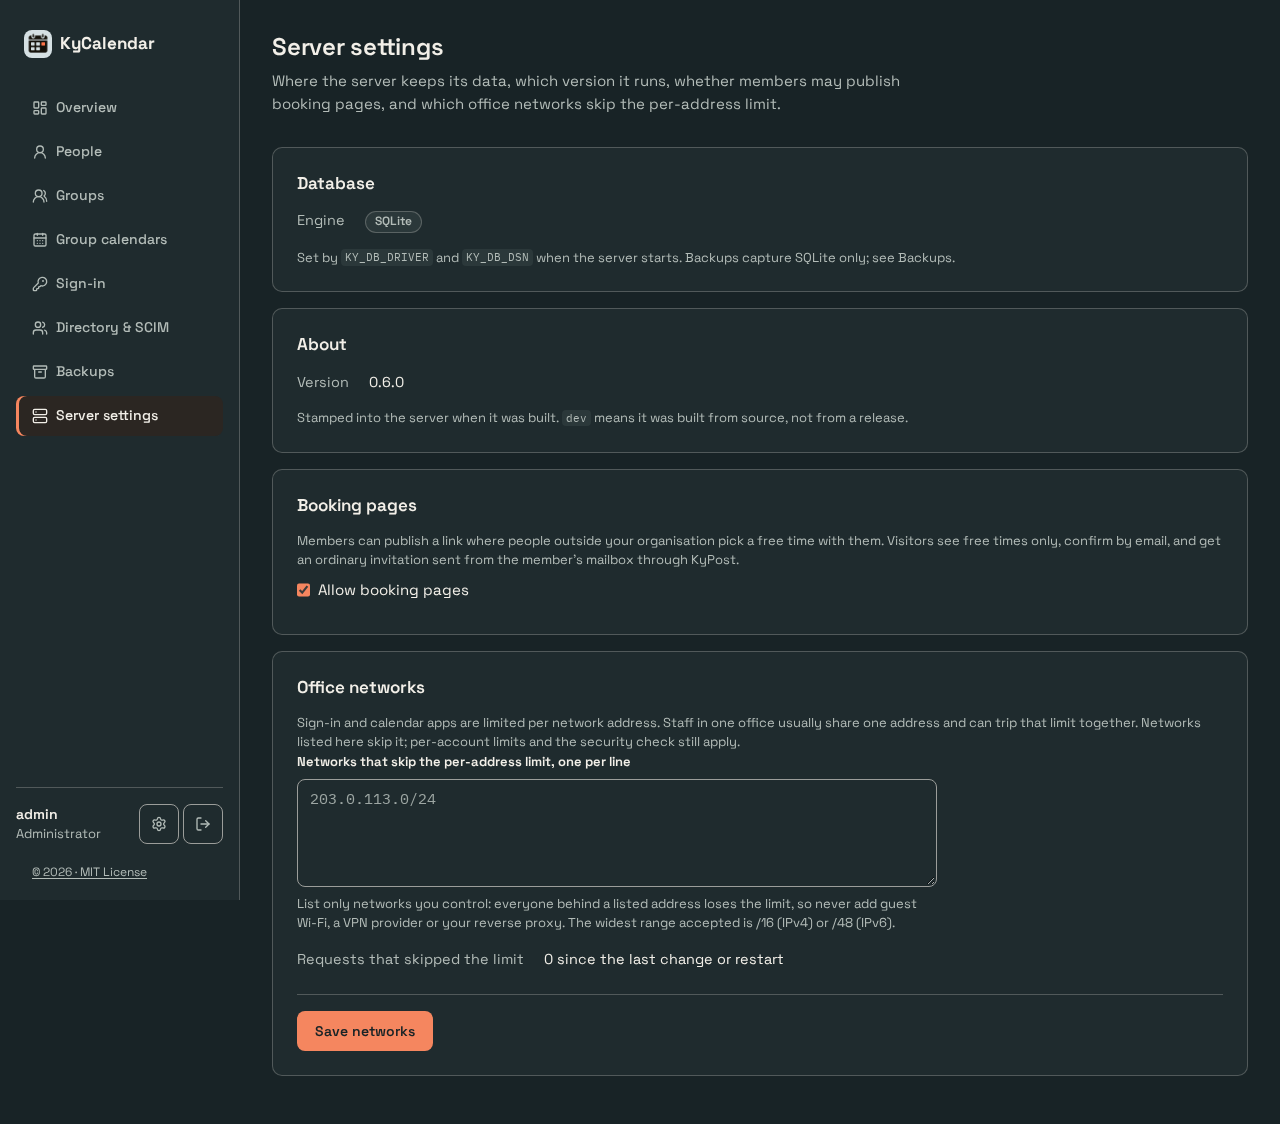 KyCalendar
Overview
People
Groups
Group calendars
Sign-in
Directory & SCIM
Backups
Server settings
admin
Administrator
© 2026 · MIT License
Server settings
Where the server keeps its data, which version it runs, whether members may publish
booking pages, and which office networks skip the per-address limit.
Database
Engine SQLite
Set by KY_DB_DRIVER and KY_DB_DSN when the server starts. Backups capture SQLite only; see Backups.
About
Version 0.6.0
Stamped into the server when it was built. dev means it was built from source, not from a release.
Booking pages
Members can publish a link where people outside your organisation pick a free time with them. Visitors see free times only, confirm by email, and get
an ordinary invitation sent from the member's mailbox through KyPost.
Allow booking pages
Office networks
Sign-in and calendar apps are limited per network address. Staff in one office usually share one address and can trip that limit together. Networks
listed here skip it; per-account limits and the security check still apply.
Networks that skip the per-address limit, one per line
203.0.113.0/24
List only networks you control: everyone behind a listed address loses the limit, so never add guest
Wi-Fi, a VPN provider or your reverse proxy. The widest range accepted is /16 (IPv4) or /48 (IPv6).
Requests that skipped the limit 0 since the last change or restart
Save networks